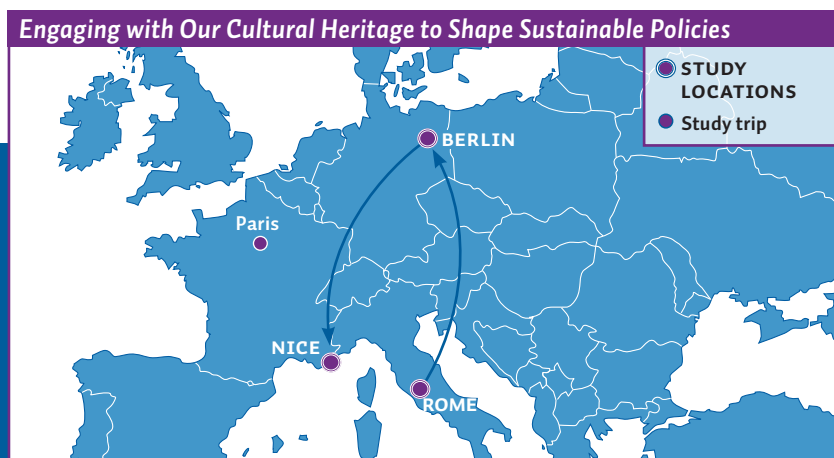 Engaging with Our Cultural Heritage to Shape Sustainable Policies
STUDY
LOCATIONS
Study trip
BERLIN
Paris
NICE
ROME